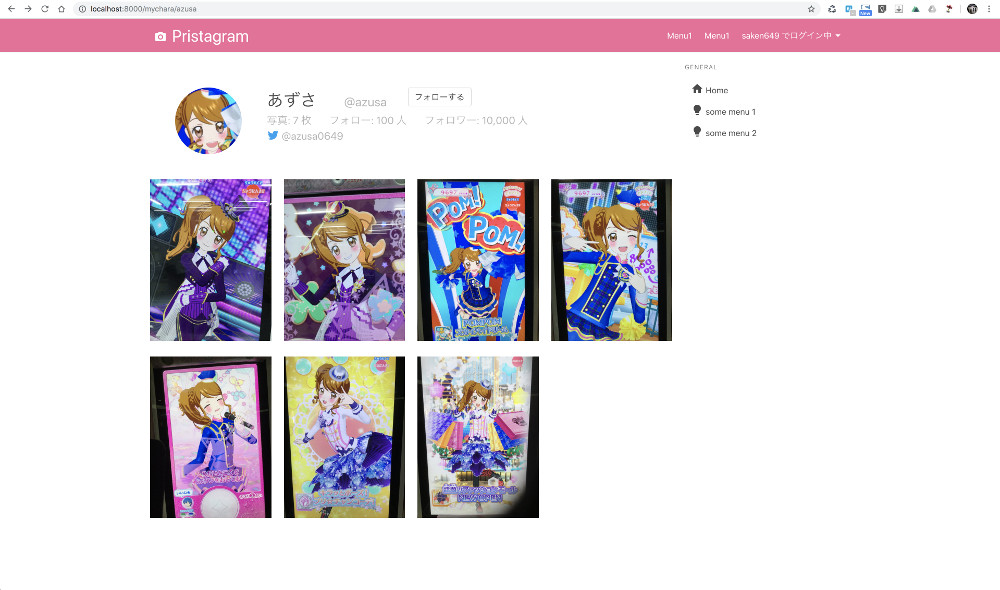 localhost:8000/mychara/azusa
New
Pristagram
Menu1 Menu1 saken649 でログイン中
GENERAL
Home
some menu 1
some menu 2
あずさ @azusa フォローする
写真: 7 枚 フォロー: 100 人 フォロワー: 10,000 人
@azusa0649
POM!
POM!